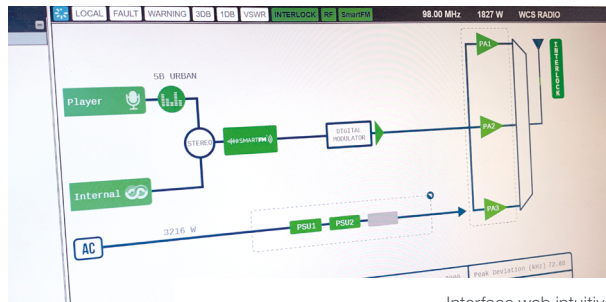 LOCAL FAULT WARNING 3DB 1DB VSWR INTERLOCK RF SmartFM 98.00 MHz 1827 W WCS RADIO
5B URBAN
Player
STEREO
SMARTFM
DIGITAL
MODULATOR
Internal
PA1
PA2
PA3
INTERLOCK
3216 W
AC
PSU1 PSU2
Peak Deviation (kHz) 72.00
Interface web intuitiv